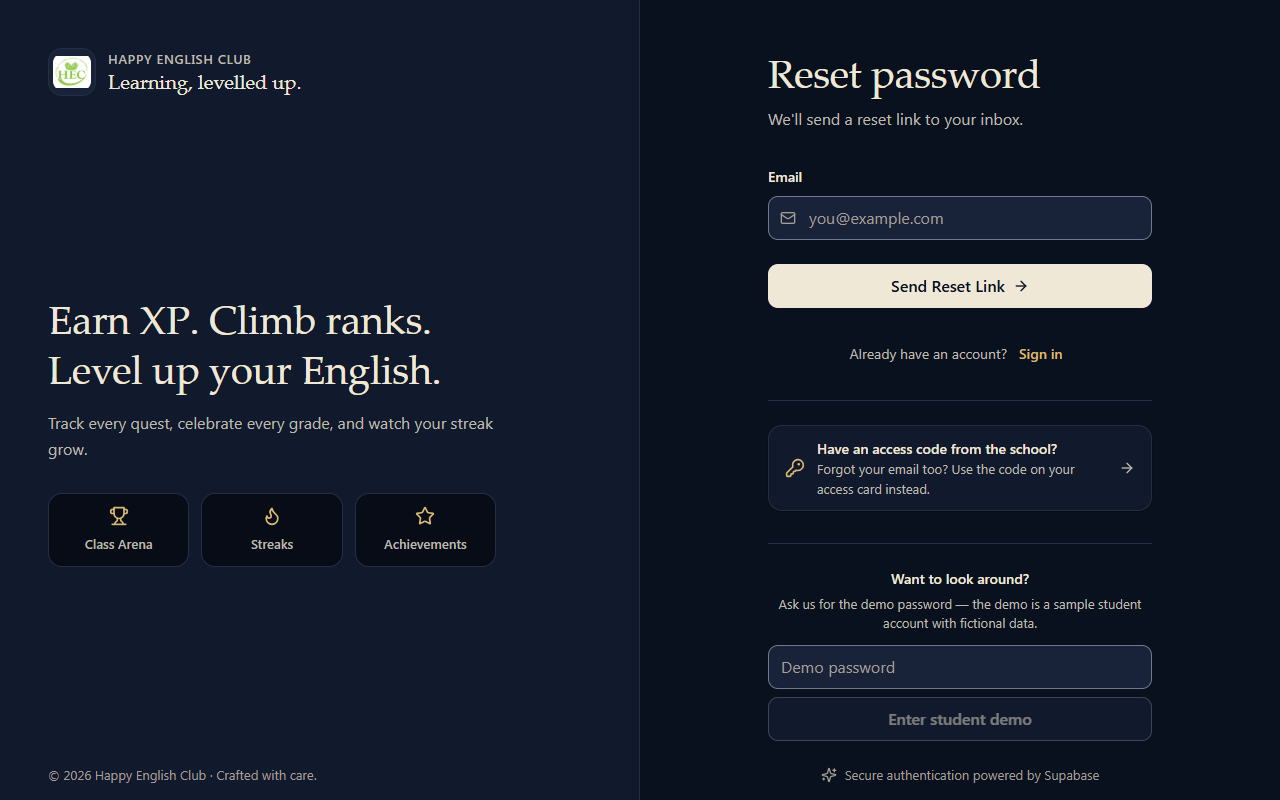 HEC
HAPPY ENGLISH CLUB
Learning, levelled up.
Earn XP. Climb ranks.
Level up your English.
Track every quest, celebrate every grade, and watch your streak
grow.
Class Arena
Streaks
Achievements
© 2026 Happy English Club · Crafted with care.
Reset password
We'll send a reset link to your inbox.
Email
you@example.com
Send Reset Link
Already have an account? Sign in
Have an access code from the school?
Forgot your email too? Use the code on your
access card instead.
Want to look around?
Ask us for the demo password — the demo is a sample student
account with fictional data.
Demo password
Enter student demo
Secure authentication powered by Supabase